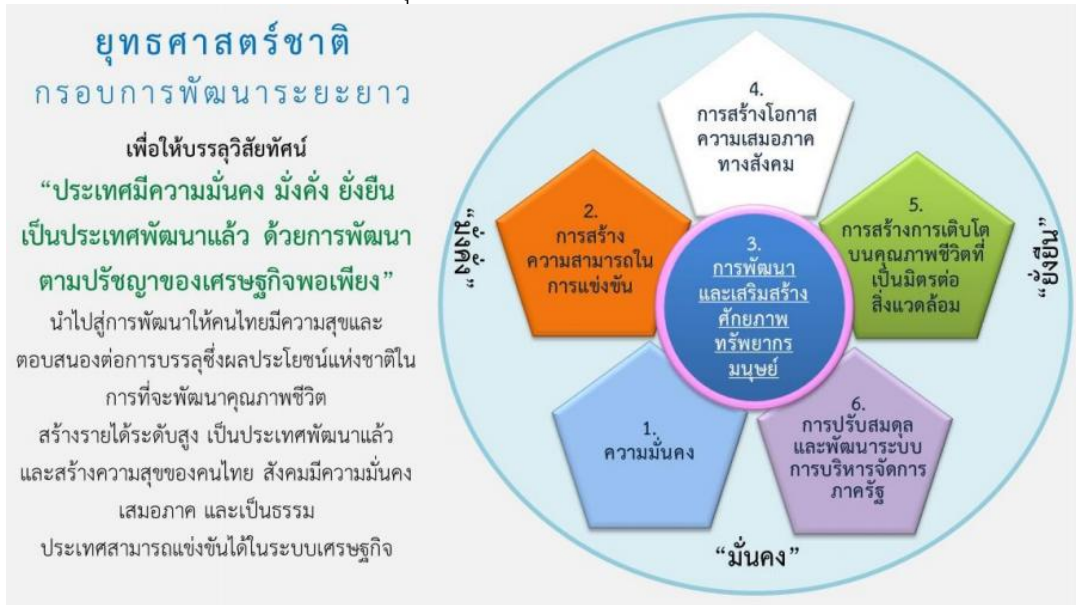 ยุทธศาสตร์ชาติ
กรอบการพัฒนาระยะยาว
เพื่อให้บรรลุวิสัยทัศน์
“ประเทศมีความมั่นคง มั่งคั่ง ยั่งยืน
เป็นประเทศพัฒนาแล้ว ด้วยการพัฒนา
ตามปรัชญาของเศรษฐกิจพอเพียง”
นำไปสู่การพัฒนาให้คนไทยมีความสุขและ
ตอบสนองต่อการบรรลุซึ่งผลประโยชน์แห่งชาติใน
การที่จะพัฒนาคุณภาพชีวิต
สร้างรายได้ระดับสูง เป็นประเทศพัฒนาแล้ว
และสร้างความสุขของคนไทย สังคมมีความมั่นคง
เสมอภาค และเป็นธรรม
ประเทศสามารถแข่งขันได้ในระบบเศรษฐกิจ
4.
การสร้างโอกาส
ความเสมอภาค
ทางสังคม
“มั่งคั่ง”
2.
การสร้าง
ความสามารถใน
การแข่งขัน
3.
การพัฒนา
และเสริมสร้าง
ศักยภาพ
ทรัพยากร
มนุษย์
5.
การสร้างการเติบโต
บนคุณภาพชีวิตที่
เป็นมิตรต่อ
สิ่งแวดล้อม
“ยั่งยืน”
1.
ความมั่นคง
6.
การปรับสมดุล
และพัฒนาระบบ
การบริหารจัดการ
ภาครัฐ
“มั่นคง”